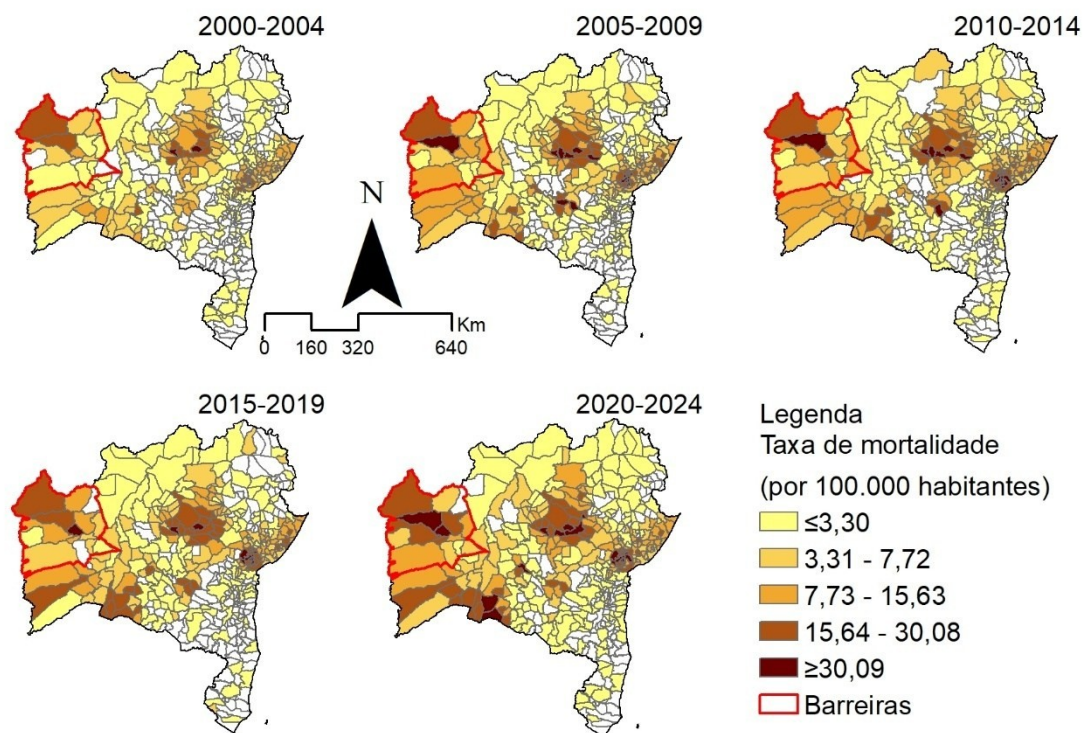 2000-2004
2005-2009
2010-2014
N
Km
0 160 320 640
2015-2019
2020-2024
Legenda
Taxa de mortalidade
(por 100.000 habitantes)
≤3,30
3,31 - 7,72
7,73 - 15,63
15,64 - 30,08
≥30,09
Barreiras